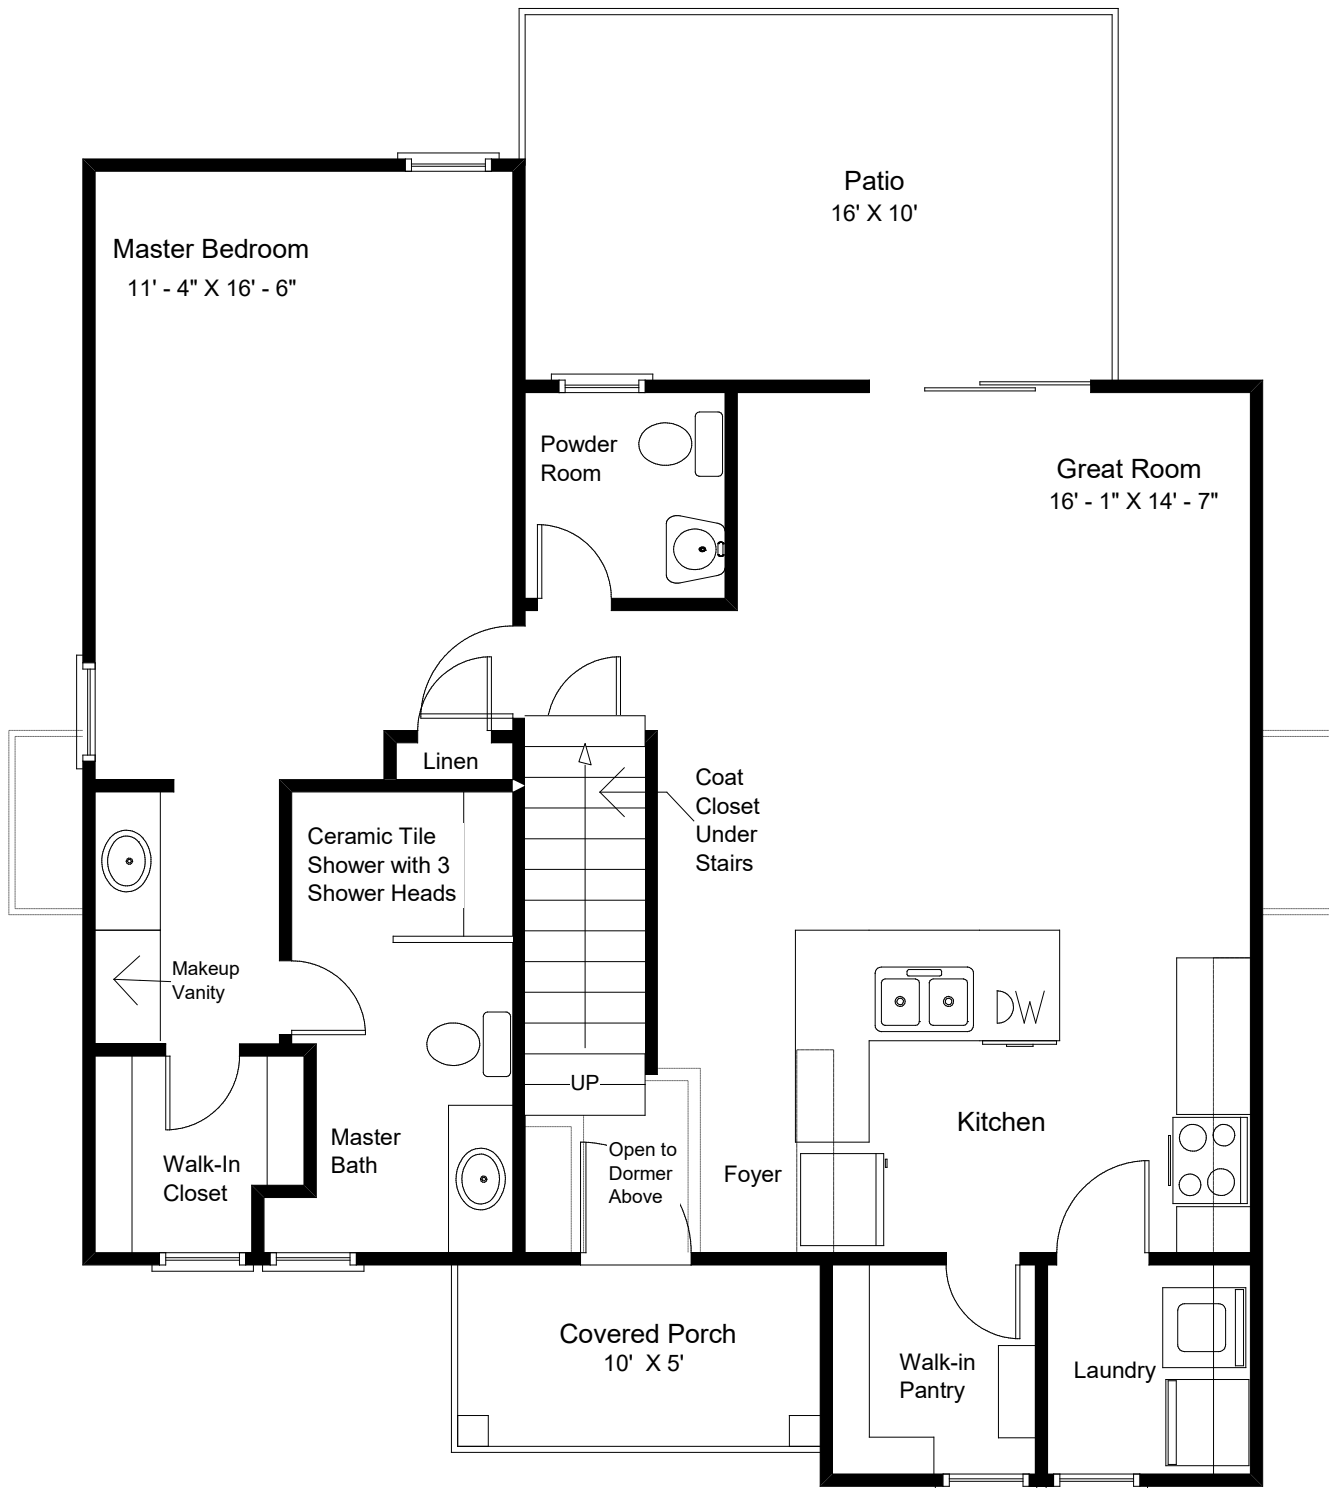 Patio
16' X 10'
Master Bedroom
11' - 4" X 16' - 6"
Powder
Room
Great Room
16' - 1" X 14' - 7"
Linen
Coat
Closet
Under
Stairs
Ceramic Tile
Shower with 3
Shower Heads
Makeup
Vanity
DW
UP
Kitchen
Master
Bath
Walk-In
Closet
Open to
Dormer
Above
Foyer
Covered Porch
10' X 5'
Walk-in
Pantry
Laundry